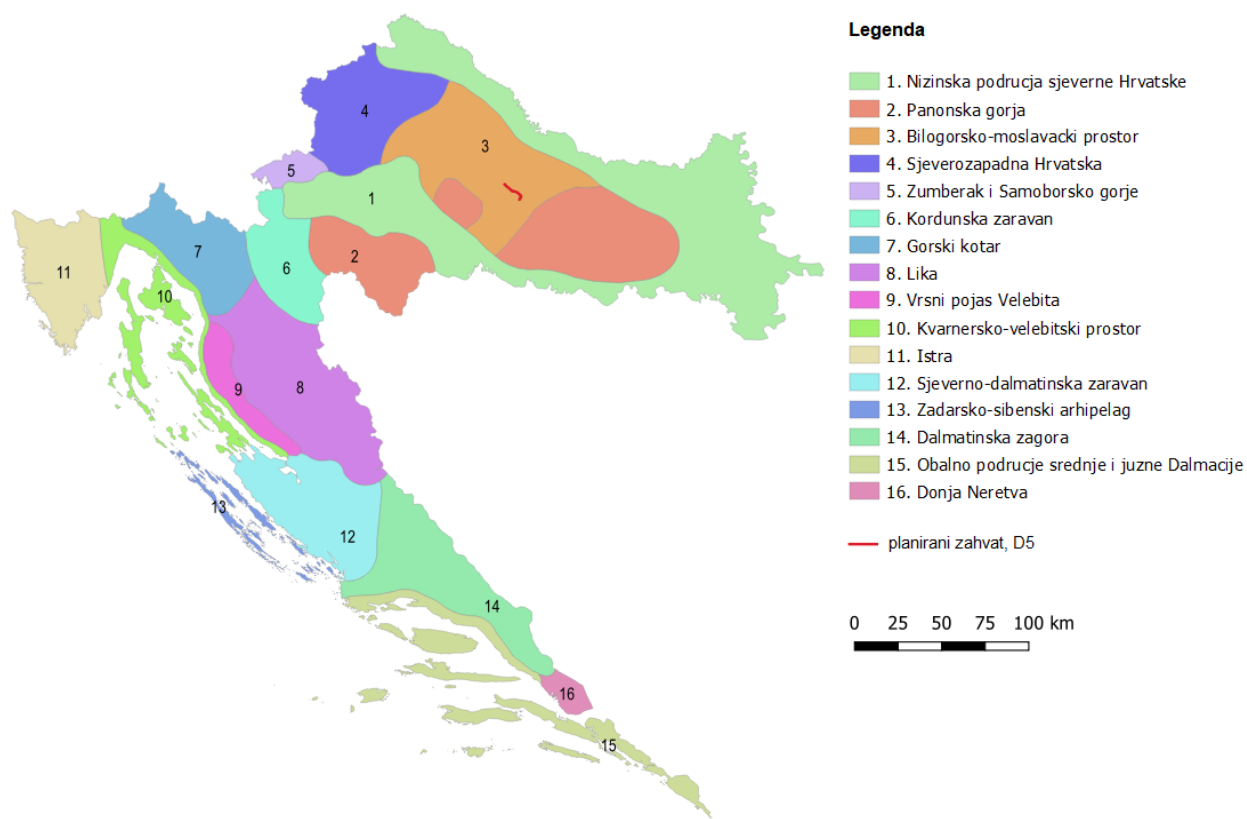 Legenda
1. Nizinska podrucja sjeverne Hrvatske
2. Panonska gorja
3. Bilogorsko-moslavacki prostor
4. Sjeverozapadna Hrvatska
5. Zumberak i Samoborsko gorje
6. Kordunska zaravan
7. Gorski kotar
8. Lika
9. Vrsni pojas Velebita
10. Kvarnersko-velebitski prostor
11. Istra
12. Sjeverno-dalmatinska zaravan
13. Zadarsko-sibenski arhipelag
14. Dalmatinska zagora
15. Obalno podrucje srednje i juzne Dalmacije
16. Donja Neretva
planirani zahvat, D5
0 25 50 75 100 km
4
3
5
1
2
7
6
11
10
9
8
13
12
14
16
15